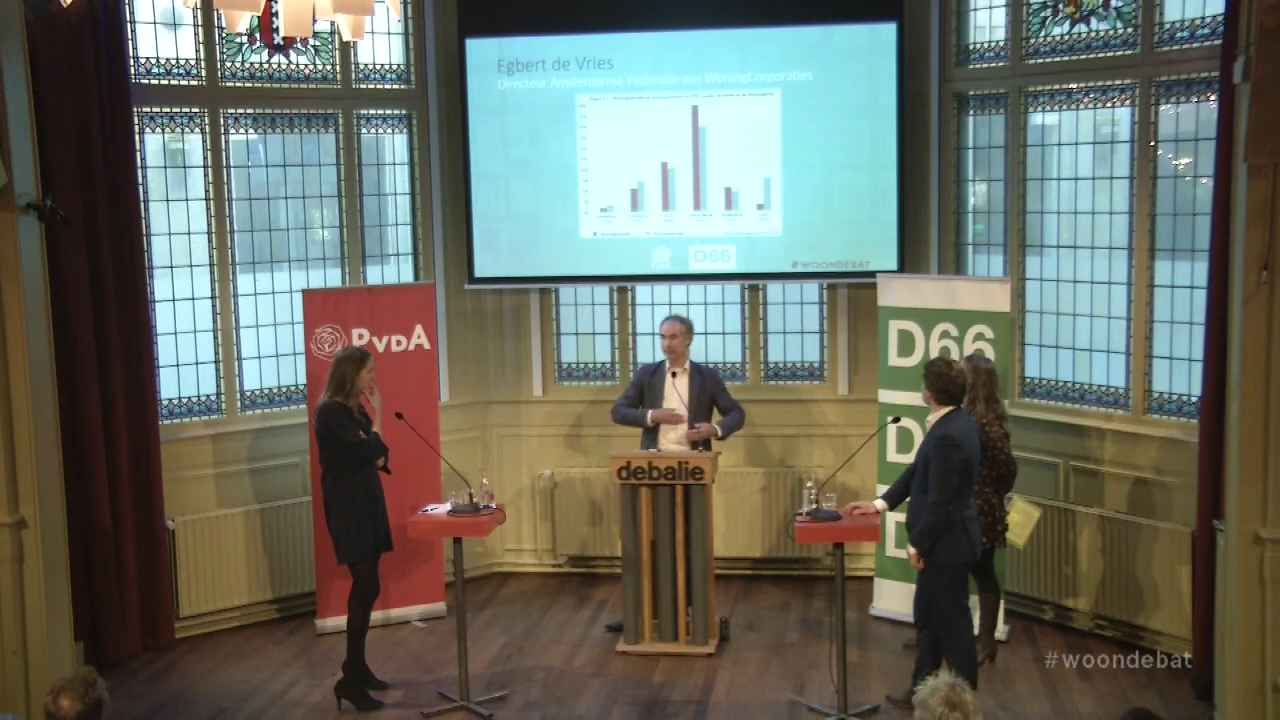 Egbert de Vries
Directeur Amsterdamse Federatie van WoningCorporaties
D66
#WOONDEBAT
PVDA
D66
D
D
debalie
#woondebat